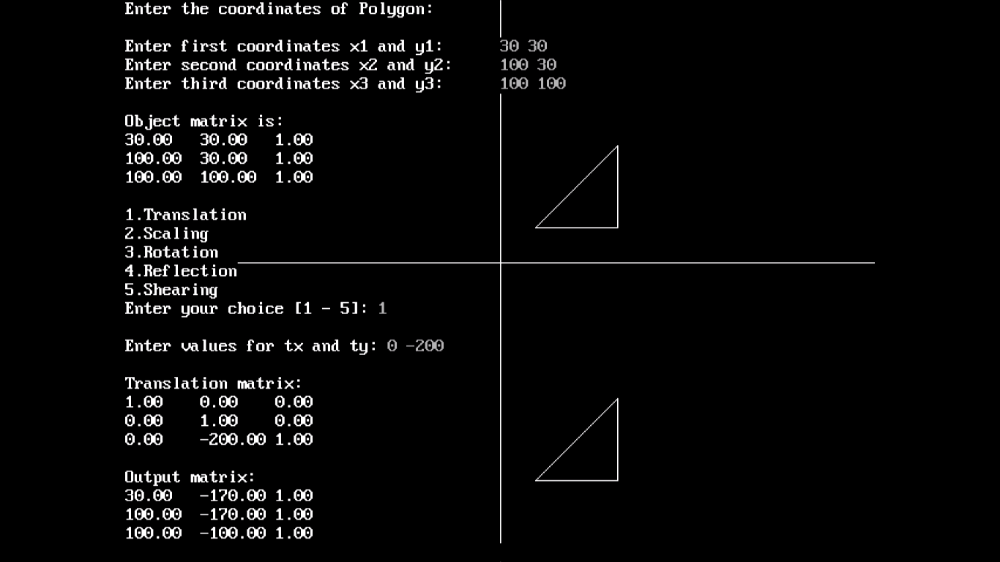 Enter the coordinates of Polygon:
Enter first coordinates x1 and y1: 30 30
Enter second coordinates x2 and y2: 100 30
Enter third coordinates x3 and y3: 100 100
Object matrix is:
30.00 30.00 1.00
100.00 30.00 1.00
100.00 100.00 1.00
1.Translation
2.Scaling
3.Rotation
4.Reflection
5.Shearing
Enter your choice [1 - 5]: 1
Enter values for tx and ty: 0 -200
Translation matrix:
1.00 0.00 0.00
0.00 1.00 0.00
0.00 -200.00 1.00
Output matrix:
30.00 -170.00 1.00
100.00 -170.00 1.00
100.00 -100.00 1.00